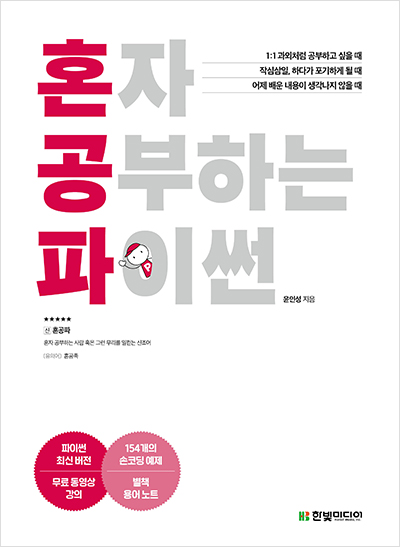 혼자
공부하는
파이썬
1:1 과외처럼 공부하고 싶을 때
작심삼일, 하다가 포기하게 될 때
어제 배운 내용이 생각나지 않을 때
P
윤인성 지음
★★★★★
신 혼공파
혼자 공부하는 사람 혹은 그런 무리를 일컫는 신조어
(유의어) 혼공족
파이썬
최신 버전
무료 동영상
강의
154개의
손코딩 예제
별책
용어 노트
HB 한빛미디어
Hanbit Media, Inc.